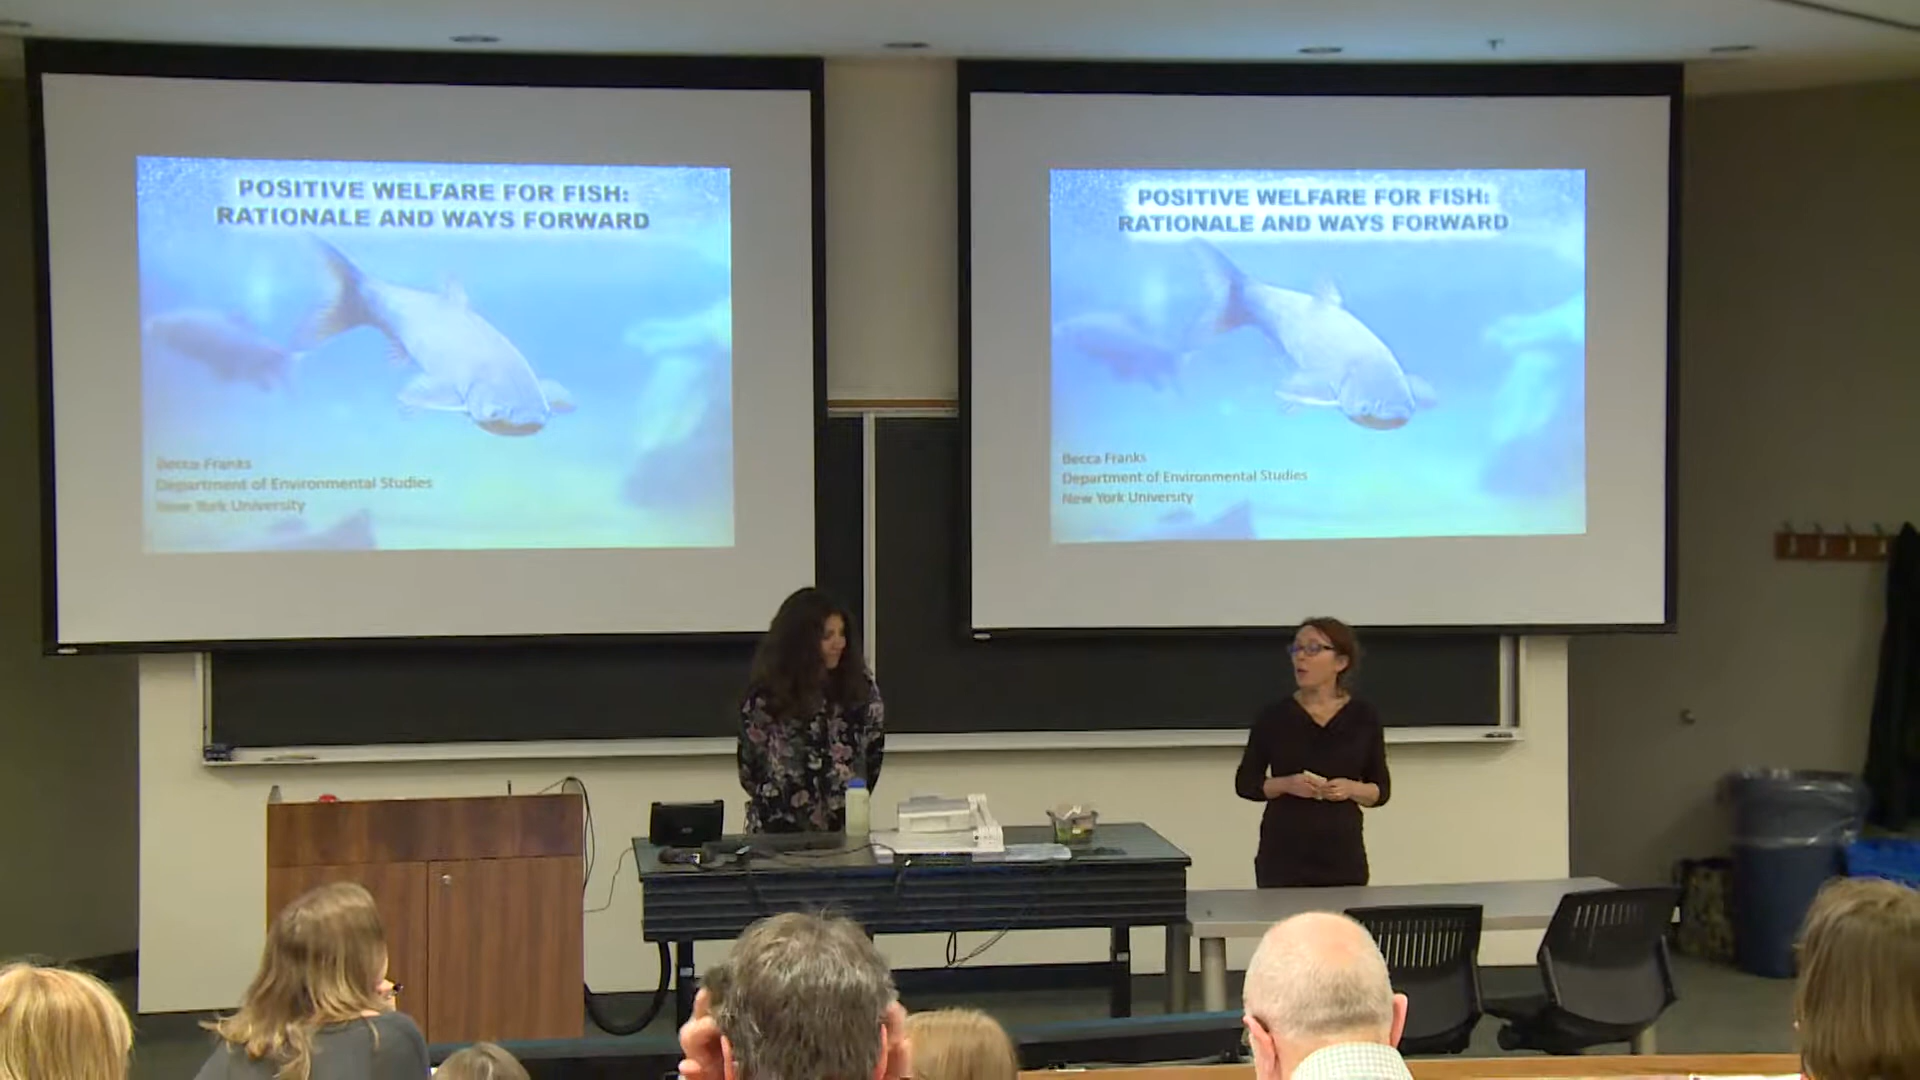 POSITIVE WELFARE FOR FISH:
RATIONALE AND WAYS FORWARD
Becca Franks
Department of Environmental Studies
New York University
POSITIVE WELFARE FOR FISH:
RATIONALE AND WAYS FORWARD
Becca Franks
Department of Environmental Studies
New York University